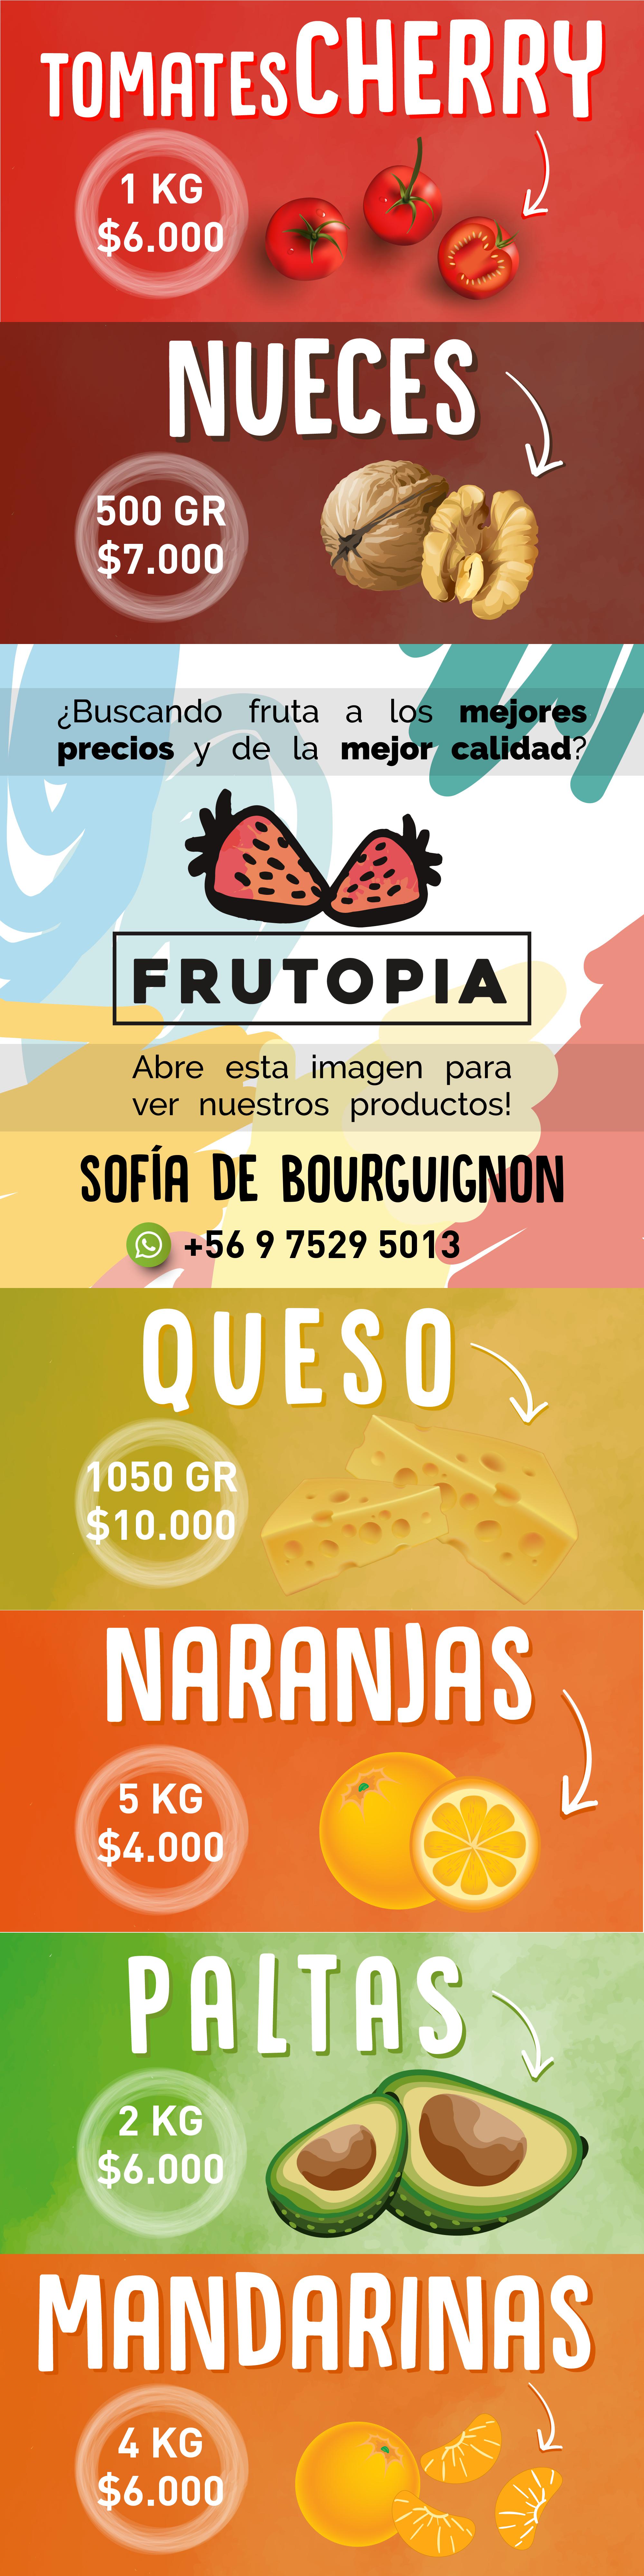 TOMATES CHERRY
1 KG
$6.000
NUECES
500 GR
$7.000
¿Buscando fruta a los mejores
precios y de la mejor calidad?
FRUTOPIA
Abre esta imagen para
ver nuestros productos!
SOFÍA DE BOURGUIGNON
+56 9 7529 5013
QUESO
1050 GR
$10.000
NARANJAS
5 KG
$4.000
PALTAS
2 KG
$6.000
MANDARINAS
4 KG
$6.000